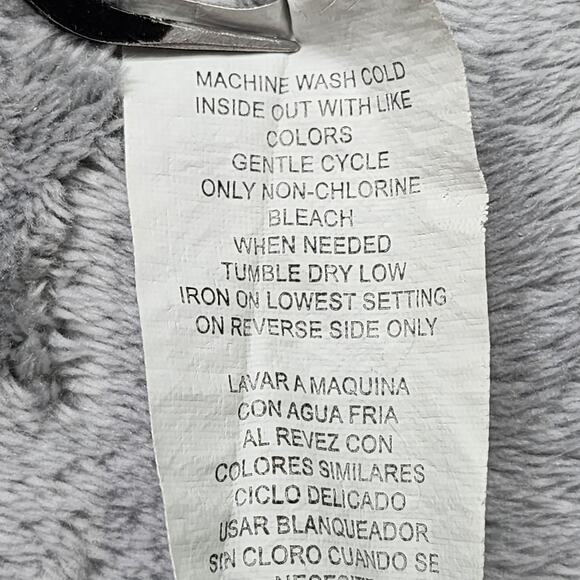 MACHINE WASH COLD
INSIDE OUT WITH LIKE
COLORS
GENTLE CYCLE
ONLY NON-CHLORINE
BLEACH
WHEN NEEDED
TUMBLE DRY LOW
IRON ON LOWEST SETTING
ON REVERSE SIDE ONLY
LAVAR A MAQUINA
CON AGUA FRIA
AL REVEZ CON
COLORES SIMILARES
CICLO DELICADO
USAR BLANQUEADOR
SIN CLORO CUANDO SE